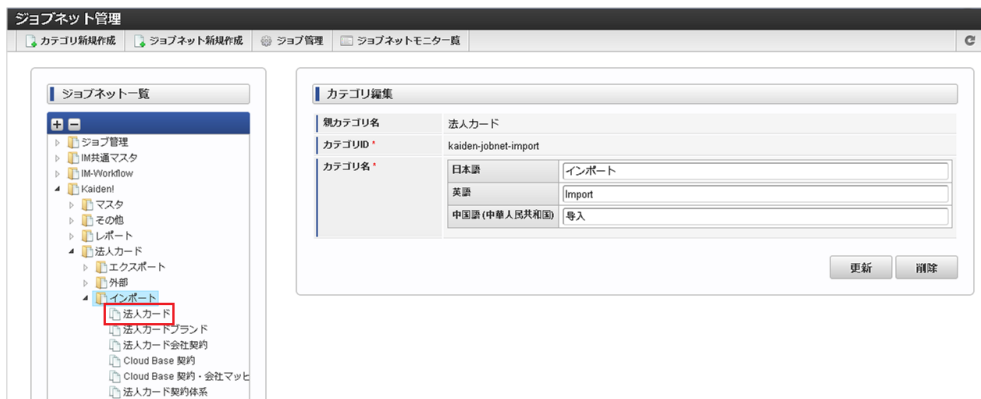 ジョブネット管理
カテゴリ新規作成 ジョブネット新規作成 ジョブ管理 ジョブネットモニター覧
ジョブネット一覧
ジョブ管理
IM共通マスタ
IM-Workflow
Kaiden!
マスタ
その他
レポート
法人カード
エクスポート
外部
インポート
法人カード
法人カードブランド
法人カード会社契約
Cloud Base 契約
Cloud Base 契約・会社マッピ
法人カード契約体系
カテゴリ編集
親カテゴリ名 法人カード
カテゴリID * kaiden-jobnet-import
カテゴリ名 *
日本語 インポート
英語 Import
中国語 (中華人民共和国) 导入
更新 削除